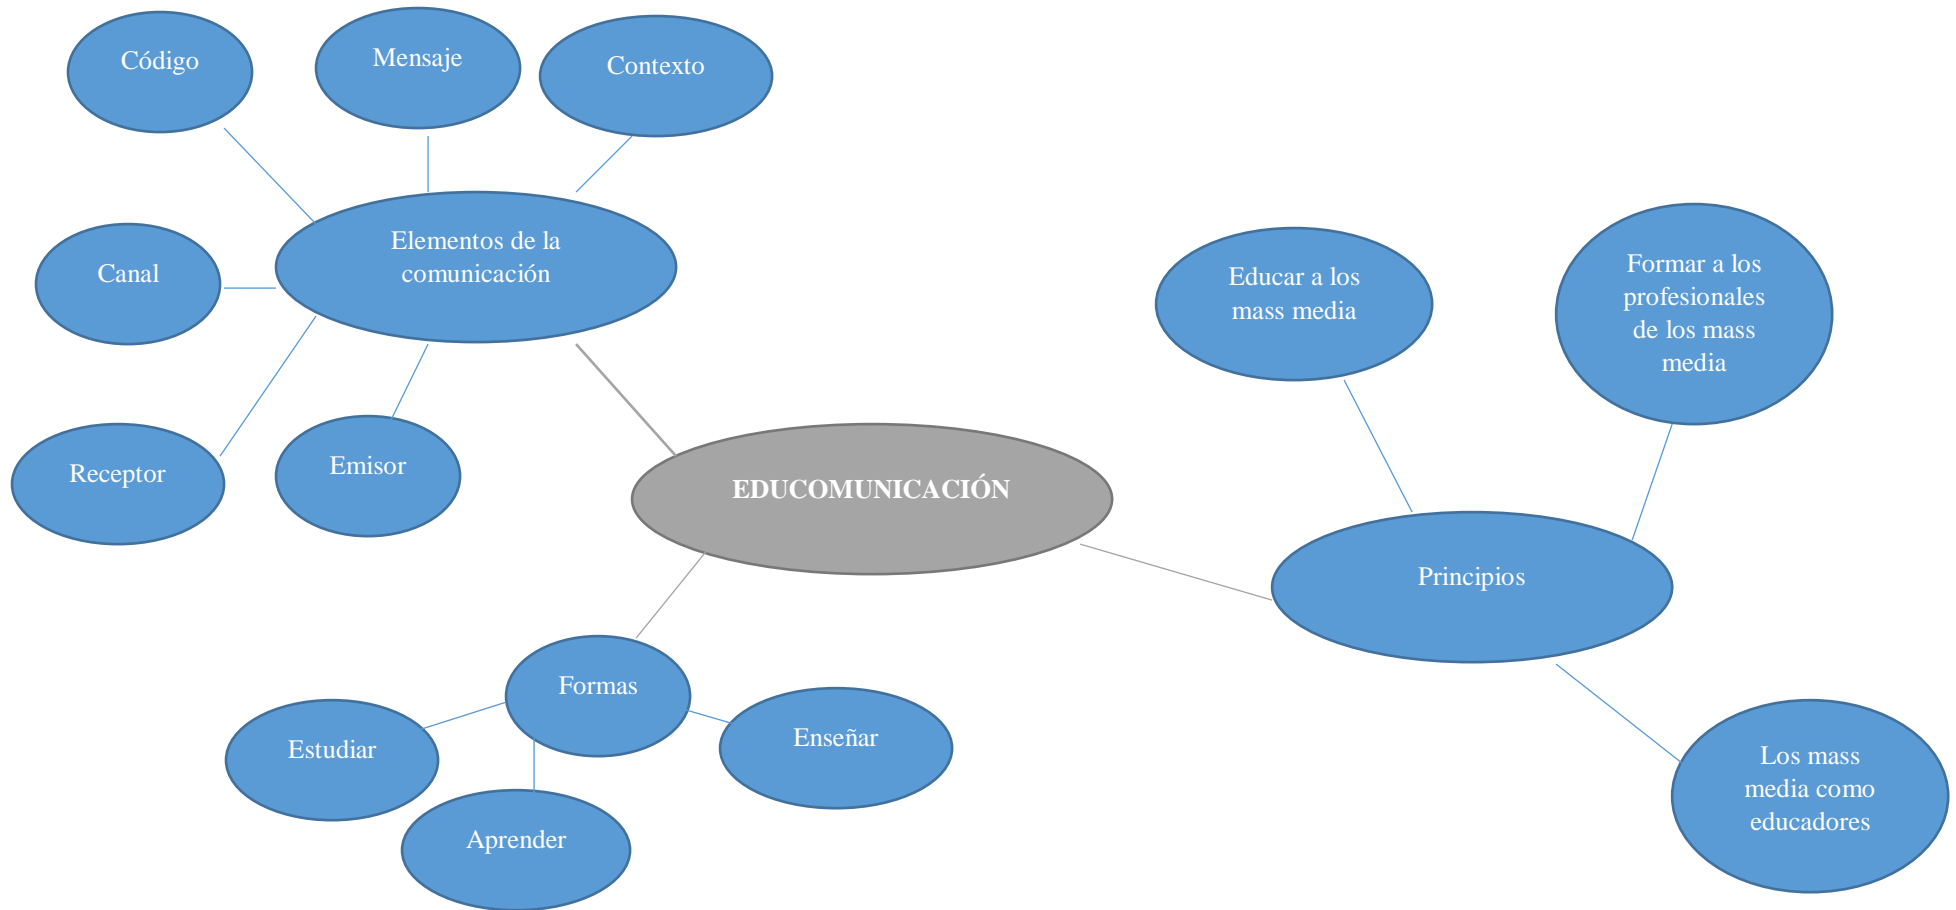 Código
Mensaje
Contexto
Elementos de la
comunicación
Canal
Receptor
Emisor
EDUCOMUNICACIÓN
Educar a los
mass media
Formar a los
profesionales
de los mass
media
Principios
Los mass
media como
educadores
Formas
Estudiar
Aprender
Enseñar